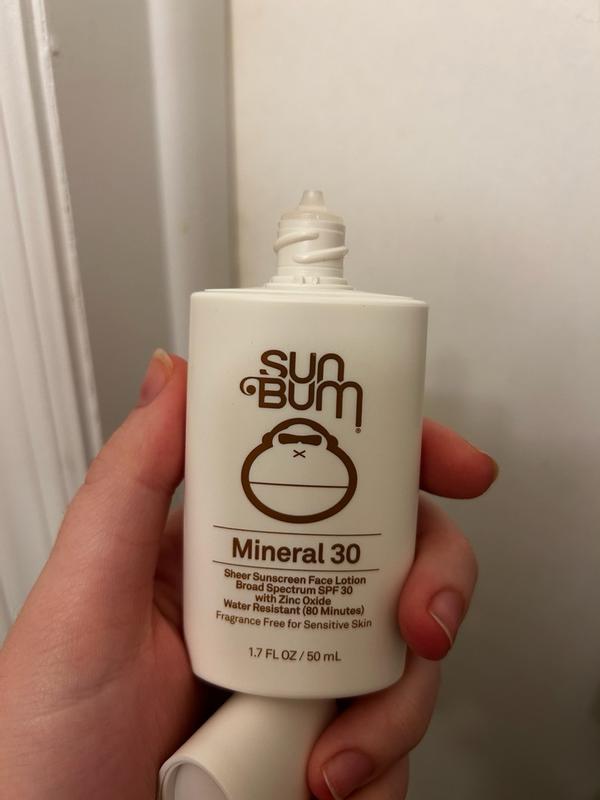 SUN
BUM®
Mineral 30
Sheer Sunscreen Face Lotion
Broad Spectrum SPF 30
with Zinc Oxide
Water Resistant (80 Minutes)
Fragrance Free for Sensitive Skin
1.7 FL OZ / 50 mL